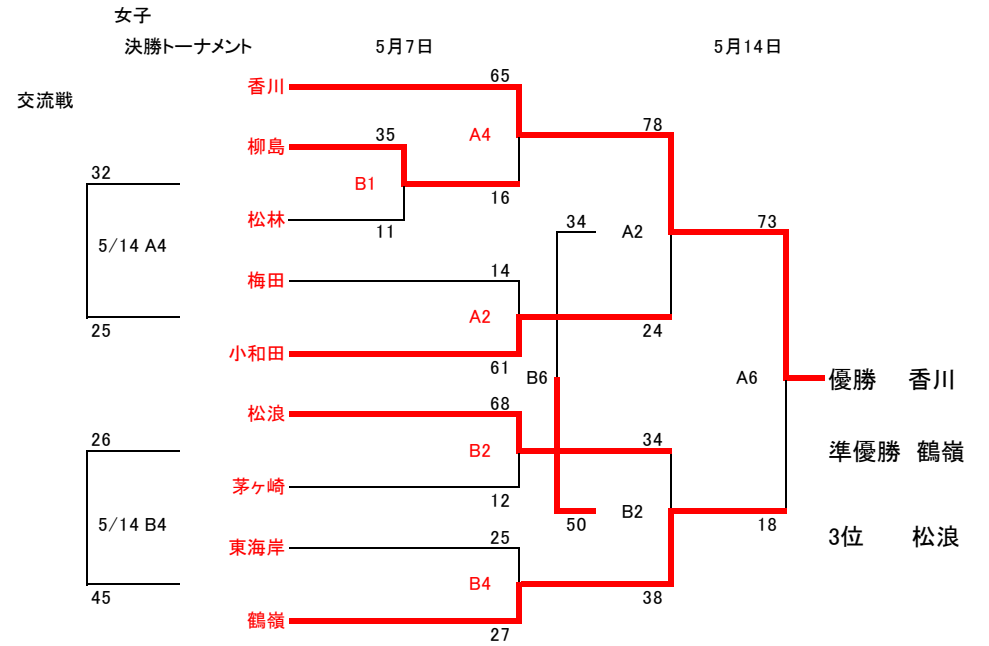 女子
決勝トーナメント 5月7日 5月14日
65
香川
交流戦
78
35 A4
柳島
32
B1
16
松林 34 73
11 A2
5/14 A4
14
梅田
A2
25 24
小和田
61
B6 A6 優勝 香川
68
松浪
26 34
B2 準優勝 鶴嶺
茅ヶ崎
12
5/14 B4 50 B2 18
25 3位 松浪
東海岸
B4
45 38
鶴嶺
27